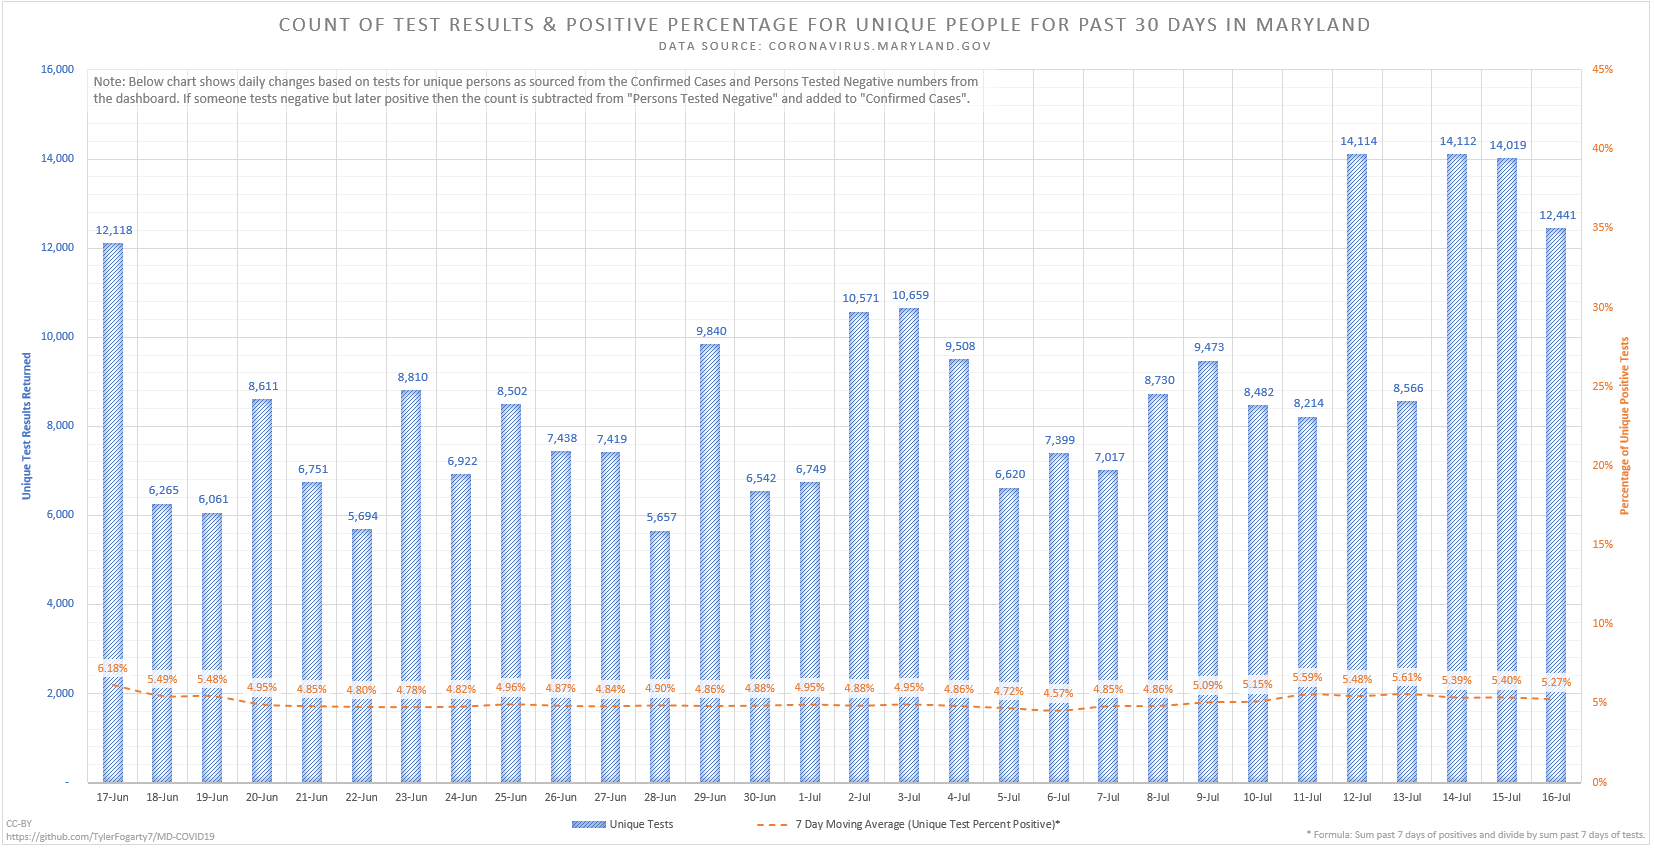 COUNT OF TEST RESULTS & POSITIVE PERCENTAGE FOR UNIQUE PEOPLE FOR PAST 30 DAYS IN MARYLAND
DATA SOURCE: CORONAVIRUS.MARYLAND.GOV
Note: Below chart shows daily changes based on tests for unique persons as sourced from the Confirmed Cases and Persons Tested Negative numbers from
the dashboard. If someone tests negative but later positive then the count is subtracted from "Persons Tested Negative" and added to "Confirmed Cases".
Unique Test Results Returned
16,000
14,000
12,000
10,000
8,000
6,000
4,000
2,000
-
12,118
6,265
6,061
8,611
6,751
5,694
8,810
6,922
8,502
7,438
7,419
5,657
9,840
6,542
6,749
10,571
10,659
9,508
6,620
7,399
7,017
8,730
9,473
8,482
8,214
14,114
8,566
14,112
14,019
12,441
6.18%
5.49%
5.48%
4.95%
4.85%
4.80%
4.78%
4.82%
4.96%
4.87%
4.84%
4.90%
4.86%
4.88%
4.95%
4.88%
4.95%
4.86%
4.72%
4.57%
4.85%
4.86%
5.09%
5.15%
5.59%
5.48%
5.61%
5.39%
5.40%
5.27%
45%
40%
35%
30%
25%
20%
15%
10%
5%
0%
Percentage of Unique Positive Tests
17-Jun
18-Jun
19-Jun
20-Jun
21-Jun
22-Jun
23-Jun
24-Jun
25-Jun
26-Jun
27-Jun
28-Jun
29-Jun
30-Jun
1-Jul
2-Jul
3-Jul
4-Jul
5-Jul
6-Jul
7-Jul
8-Jul
9-Jul
10-Jul
11-Jul
12-Jul
13-Jul
14-Jul
15-Jul
16-Jul
Unique Tests
7 Day Moving Average (Unique Test Percent Positive)*
CC-BY
https://github.com/TylerFogarty7/MD-COVID19
* Formula: Sum past 7 days of positives and divide by sum past 7 days of tests.